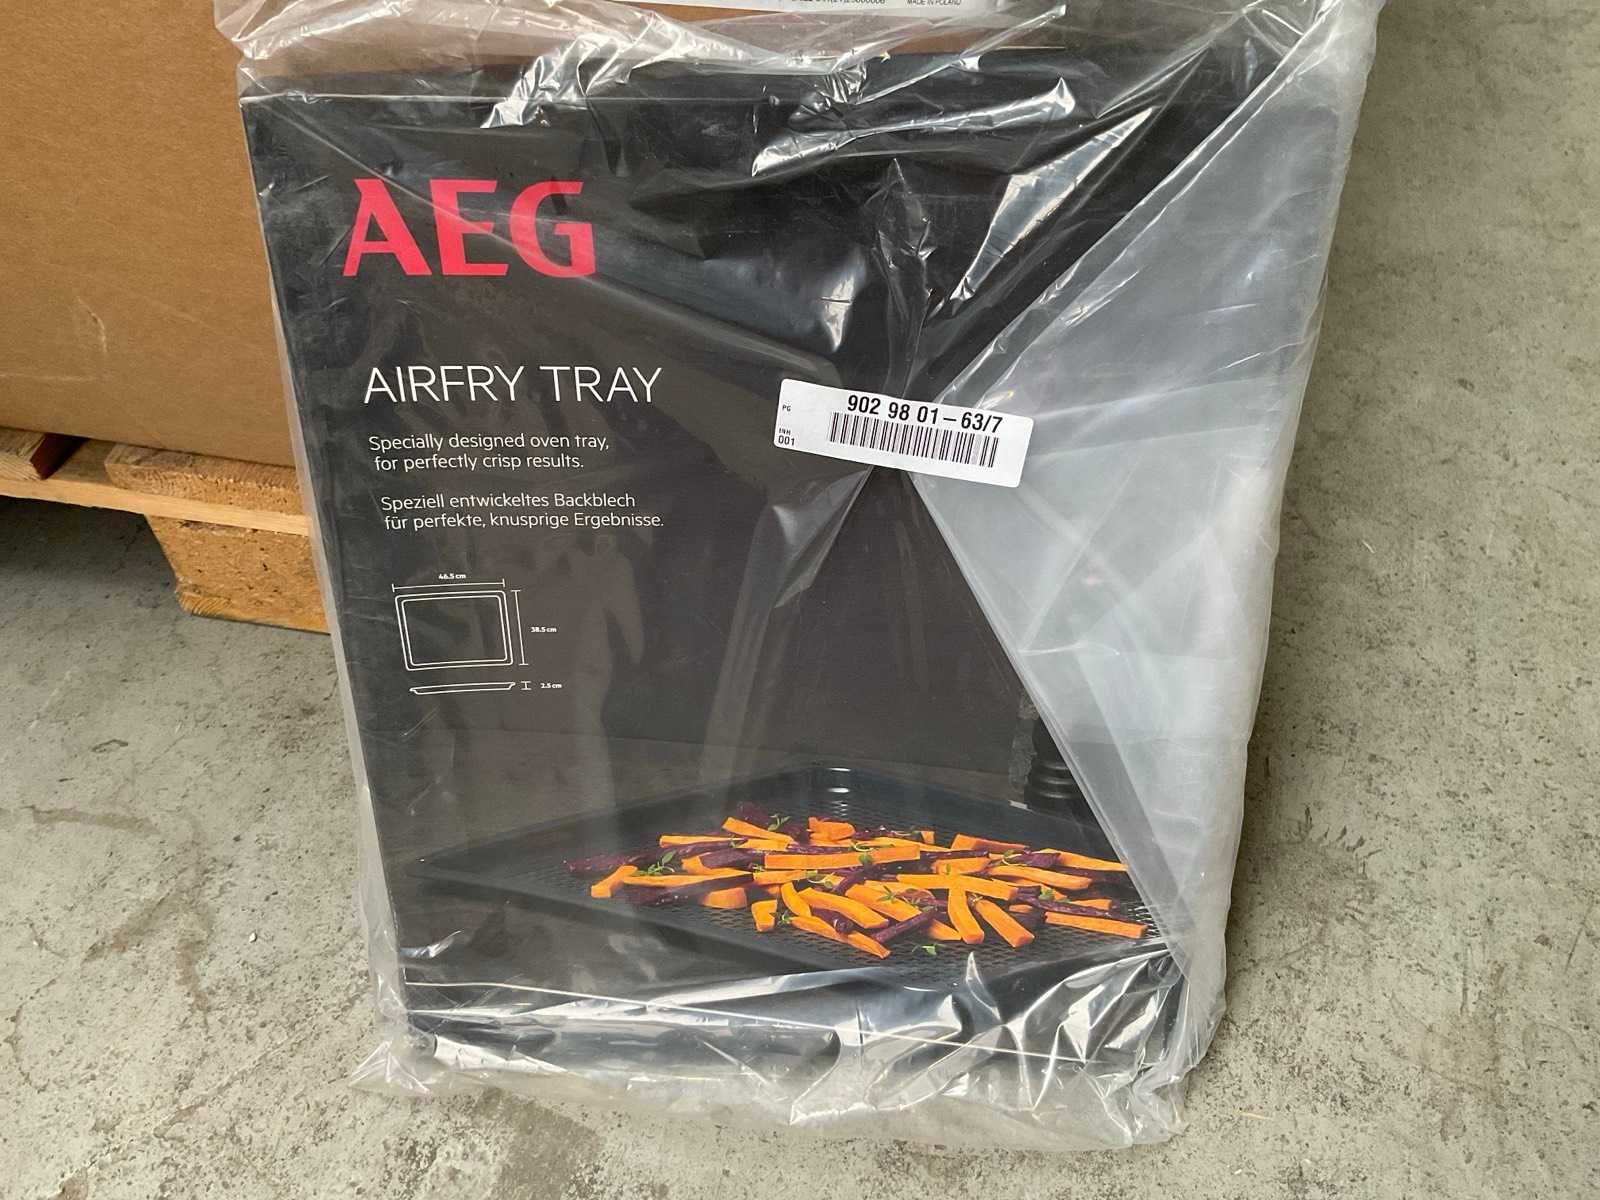 MADE IN POLAND
AEG
AIRFRY TRAY
Specially designed oven tray,
for perfectly crisp results.
Speziell entwickeltes Backblech
für perfekte, knusprige Ergebnisse.
46.5 cm
38.5 cm
2.5 cm
PG
902 98 01-63/7
INH
001